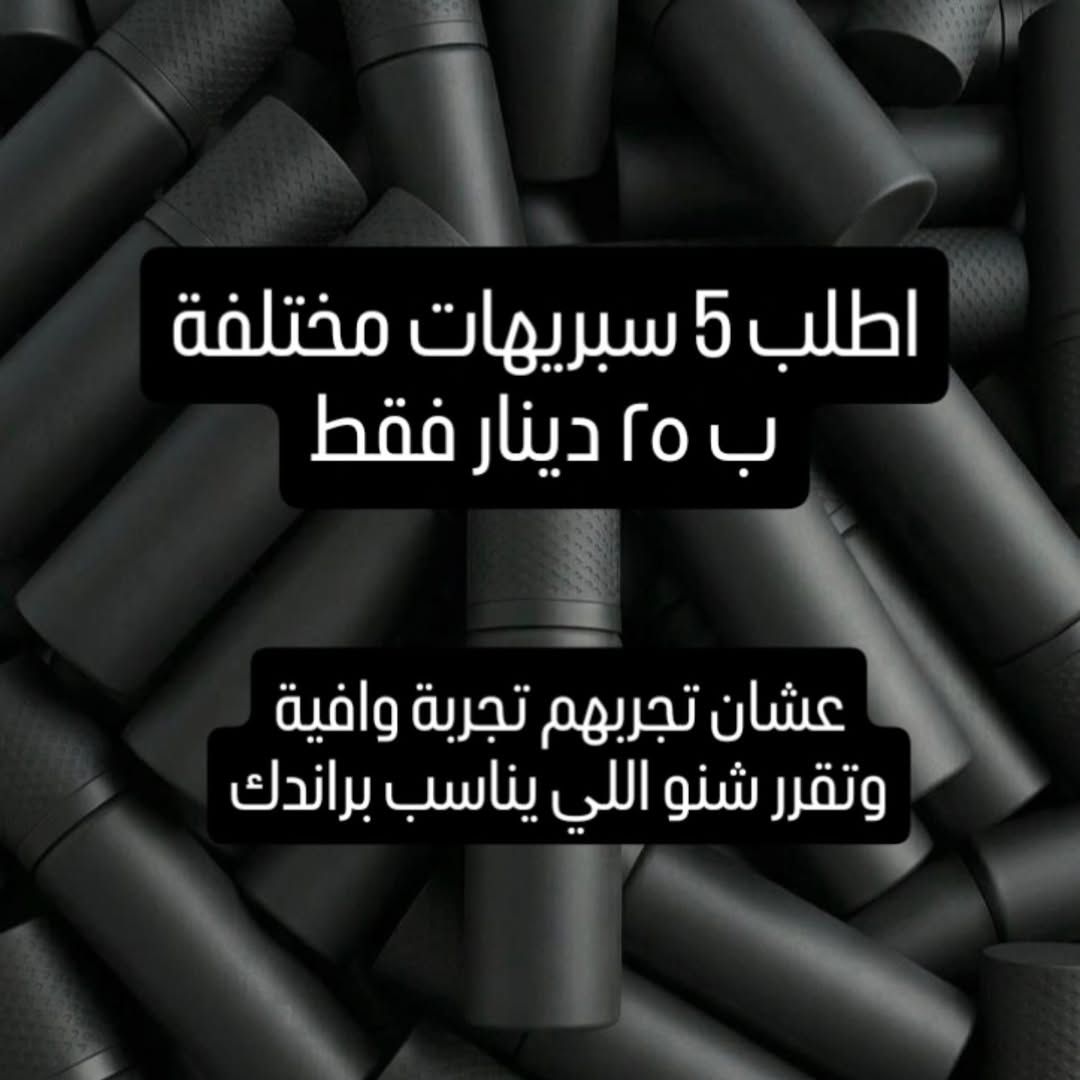 اطلب 5 سبريهات مختلفة
ب ٢٥ دينار فقط
عشان تجربهم تجربة وافية
وتقرر شنو اللي يناسب براندك